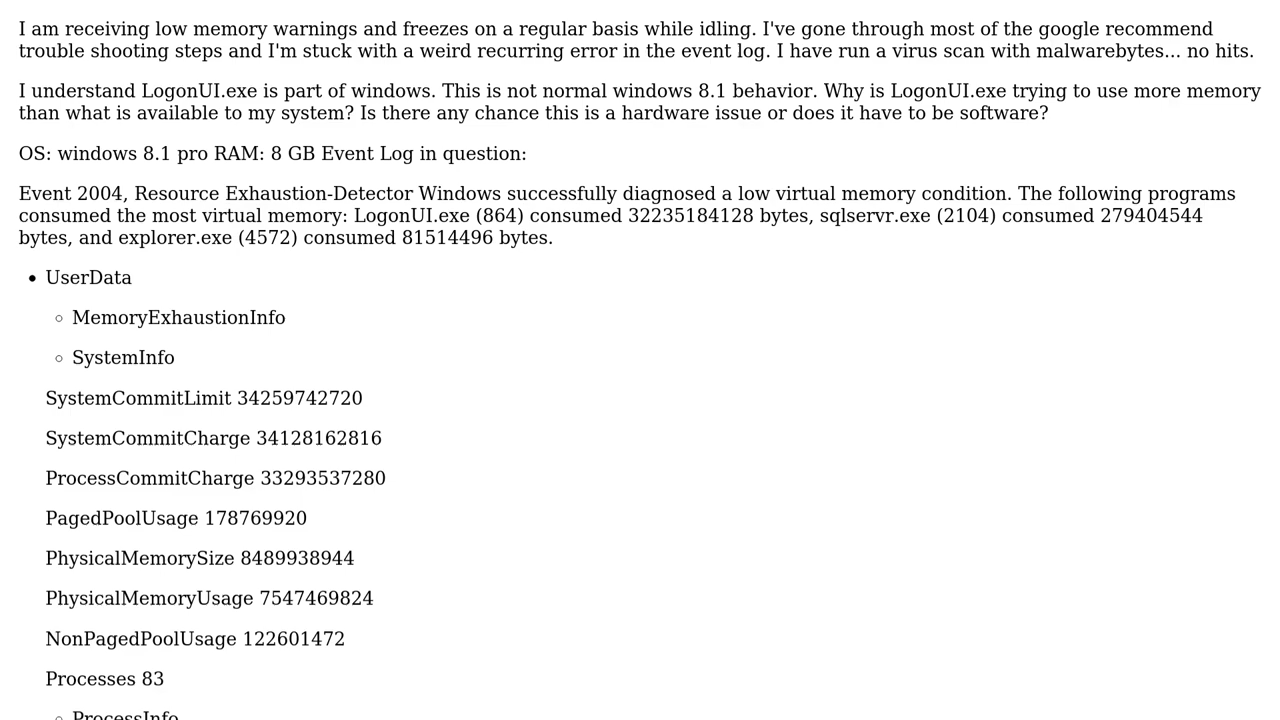 I am receiving low memory warnings and freezes on a regular basis while idling. I've gone through most of the google recommend
trouble shooting steps and I'm stuck with a weird recurring error in the event log. I have run a virus scan with malwarebytes... no hits.
I understand LogonUI.exe is part of windows. This is not normal windows 8.1 behavior. Why is LogonUI.exe trying to use more memory
than what is available to my system? Is there any chance this is a hardware issue or does it have to be software?
OS: windows 8.1 pro RAM: 8 GB Event Log in question:
Event 2004, Resource Exhaustion-Detector Windows successfully diagnosed a low virtual memory condition. The following programs
consumed the most virtual memory: LogonUI.exe (864) consumed 32235184128 bytes, sqlservr.exe (2104) consumed 279404544
bytes, and explorer.exe (4572) consumed 81514496 bytes.
UserData
MemoryExhaustionInfo
SystemInfo
SystemCommitLimit 34259742720
SystemCommitCharge 34128162816
ProcessCommitCharge 33293537280
PagedPoolUsage 178769920
PhysicalMemorySize 8489938944
PhysicalMemoryUsage 7547469824
NonPagedPoolUsage 122601472
Processes 83
ProcessInfo